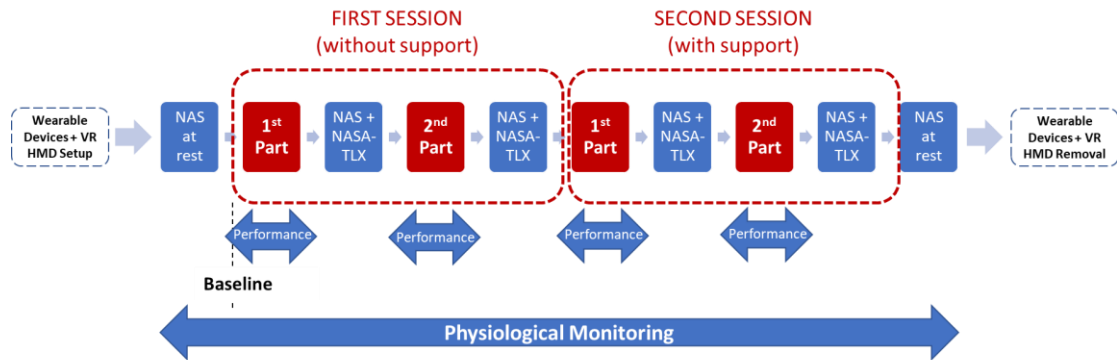 FIRST SESSION
(without support)
SECOND SESSION
(with support)
Wearable
Devices + VR
HMD Setup
NAS
at
rest
1st
Part
NAS +
NASA-
TLX
2nd
Part
NAS +
NASA-
TLX
1st
Part
NAS +
NASA-
TLX
2nd
Part
NAS +
NASA-
TLX
NAS
at
rest
Wearable
Devices + VR
HMD Removal
Performance
Performance
Performance
Performance
Baseline
Physiological Monitoring